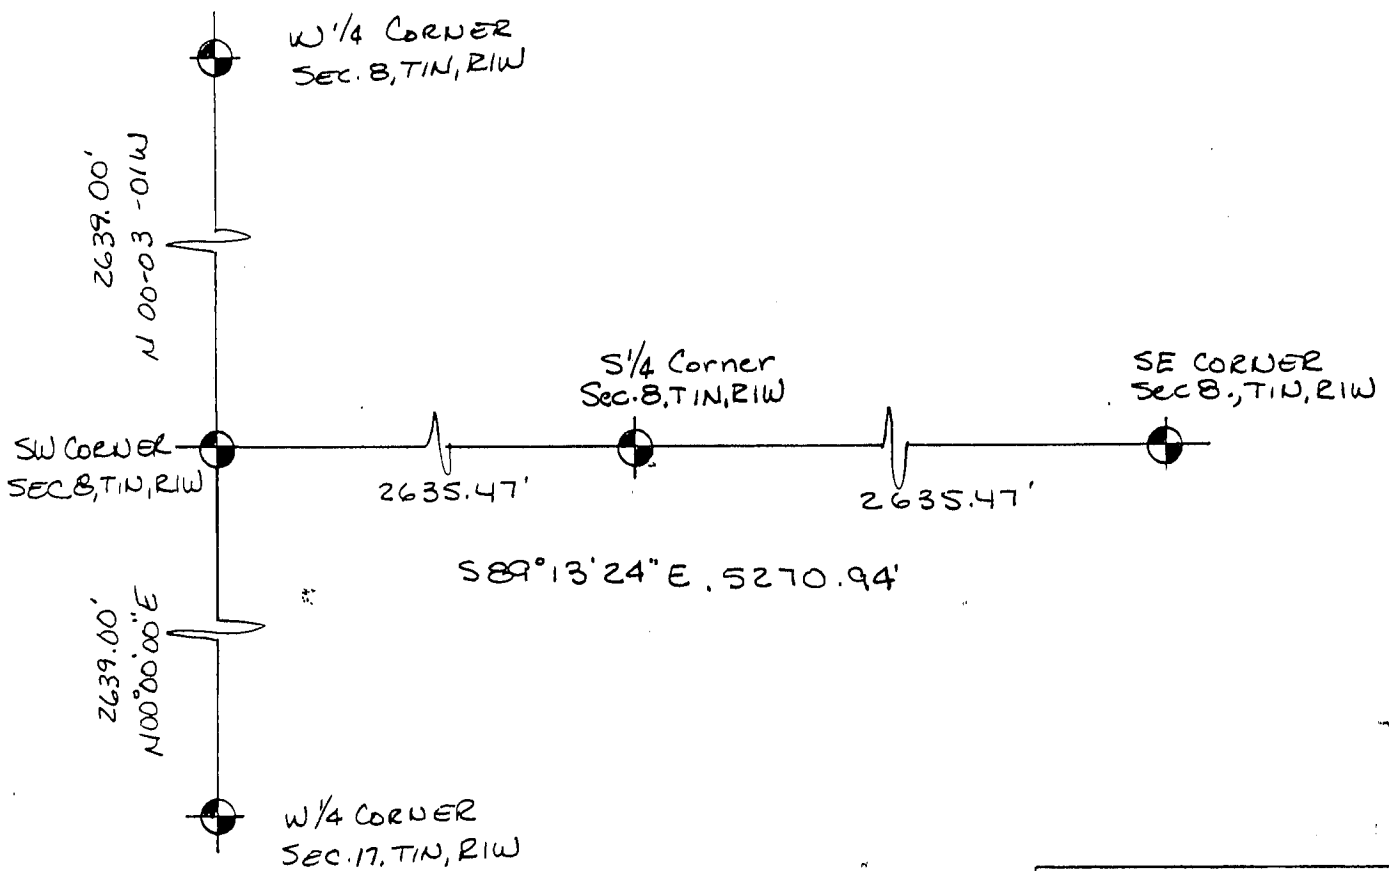 W 1/4 CORNER
SEC. 8, T1N, R1W
2639.00'
N 00-03-01W
S 1/4 Corner
Sec. 8, T1N, R1W
SE CORNER
SEC 8., T1N, R1W
SW CORNER
SEC 8, T1N, R1W
2635.47'
2635.47'
S89°13'24"E, 5270.94'
2639.00'
N00°00'00"E
W 1/4 CORNER
SEC. 17, T1N, R1W